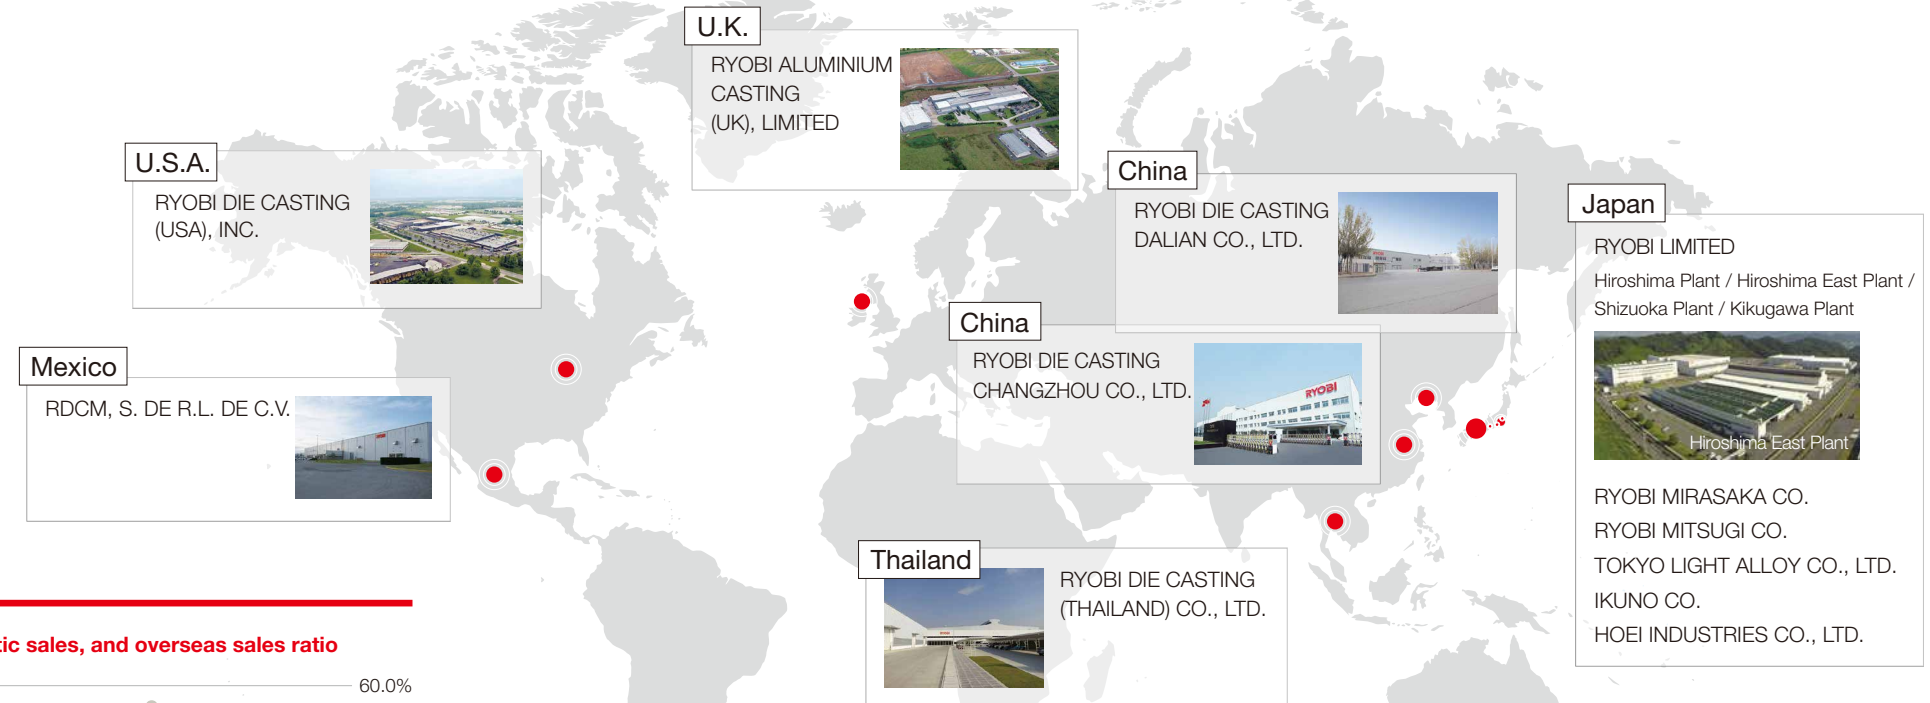 U.K.
RYOBI ALUMINIUM
CASTING
(UK), LIMITED
U.S.A.
RYOBI DIE CASTING
(USA), INC.
China
RYOBI DIE CASTING
DALIAN CO., LTD.
RYOBI
Japan
RYOBI LIMITED
Hiroshima Plant / Hiroshima East Plant /
Shizuoka Plant / Kikugawa Plant
Hiroshima East Plant
RYOBI MIRASAKA CO.
RYOBI MITSUGI CO.
TOKYO LIGHT ALLOY CO., LTD.
IKUNO CO.
HOEI INDUSTRIES CO., LTD.
China
RYOBI DIE CASTING
CHANGZHOU CO., LTD.
RYOBI
Mexico
RDCM, S. DE R.L. DE C.V.
Thailand
RYOBI DIE CASTING
(THAILAND) CO., LTD.
RYOBI
tic sales, and overseas sales ratio
60.0%